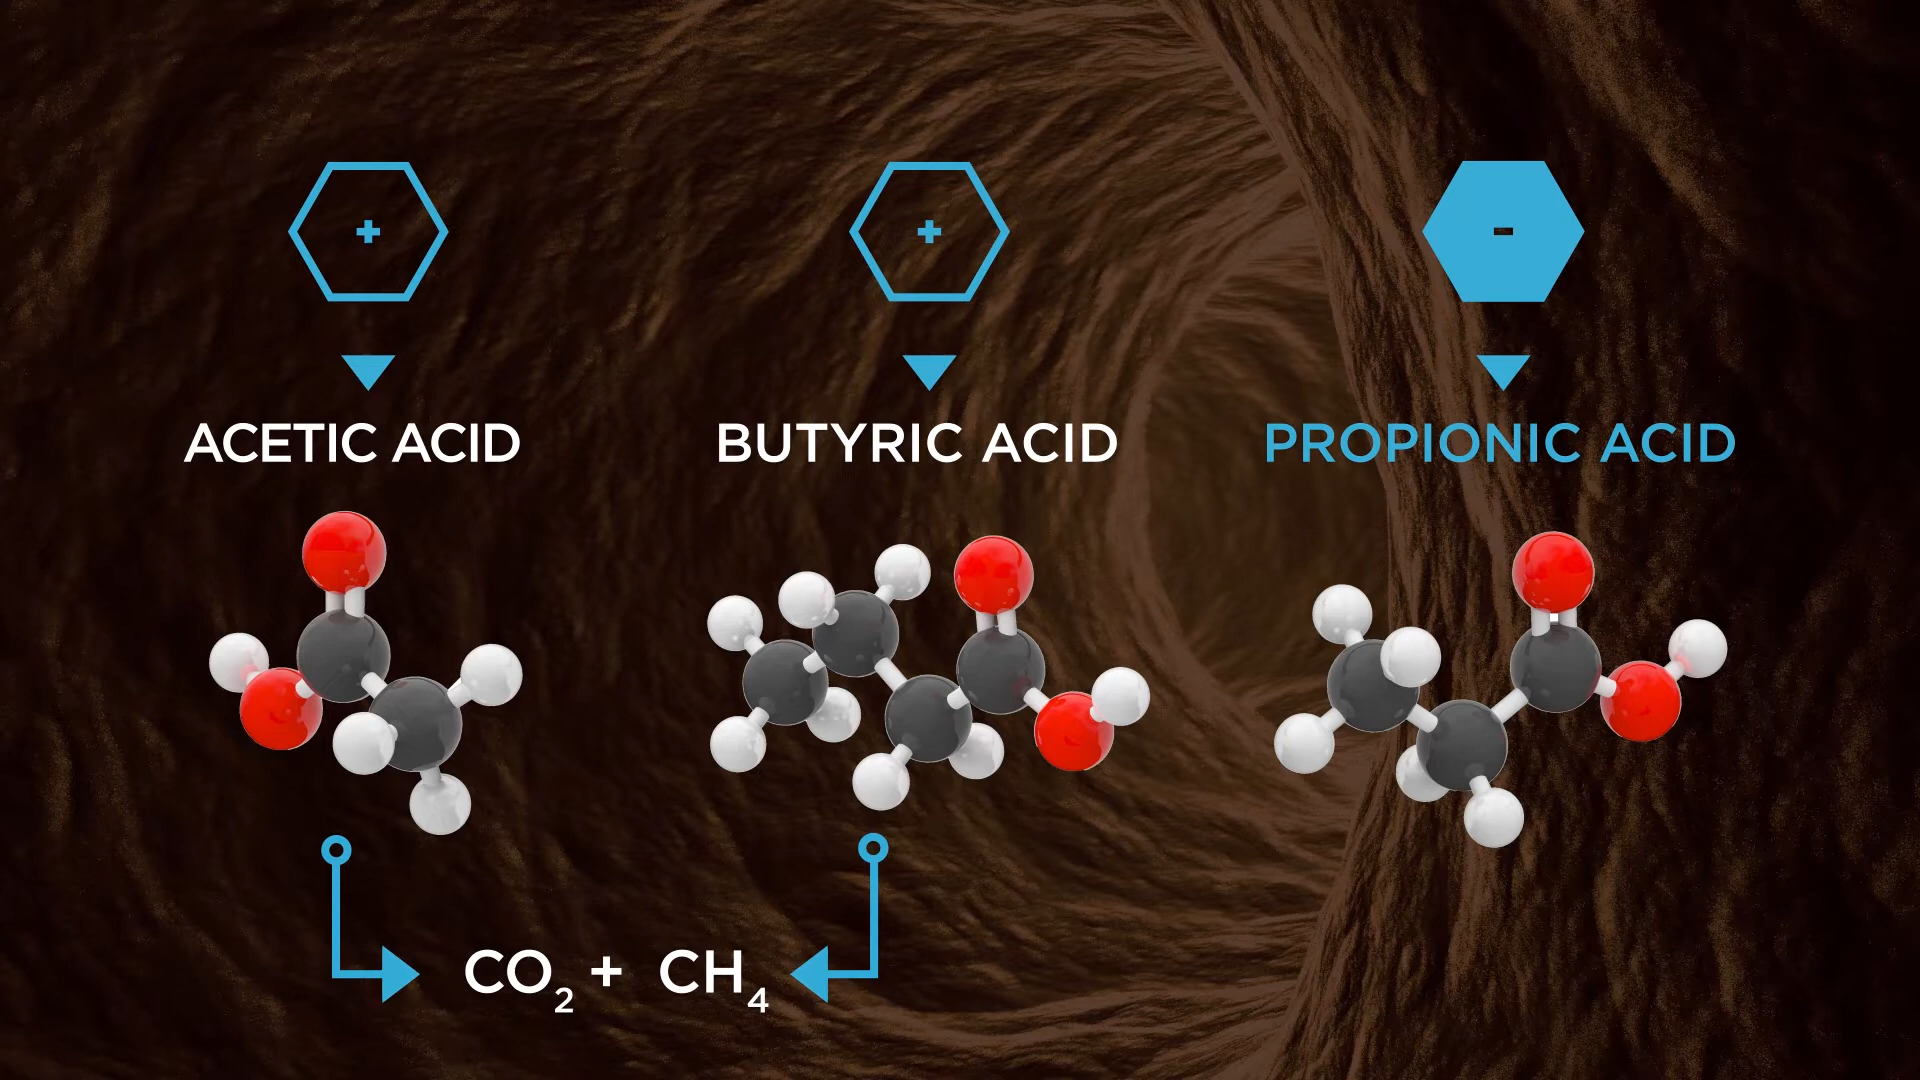 + + -
ACETIC ACID BUTYRIC ACID PROPIONIC ACID
CO₂ + CH₄